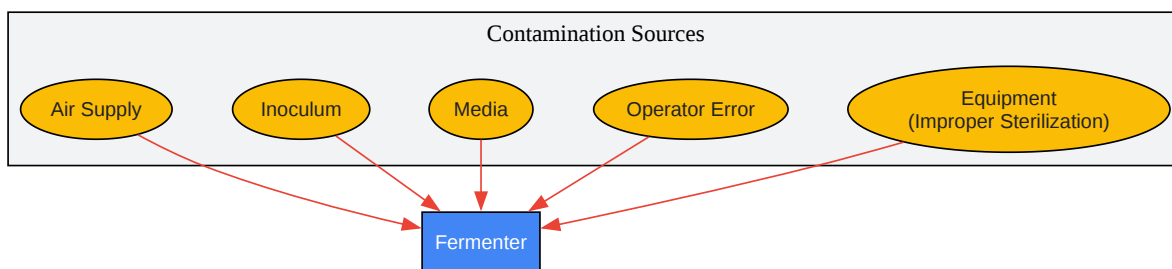 Contamination Sources
Air Supply
Inoculum
Media
Operator Error
Equipment
(Improper Sterilization)
Fermenter